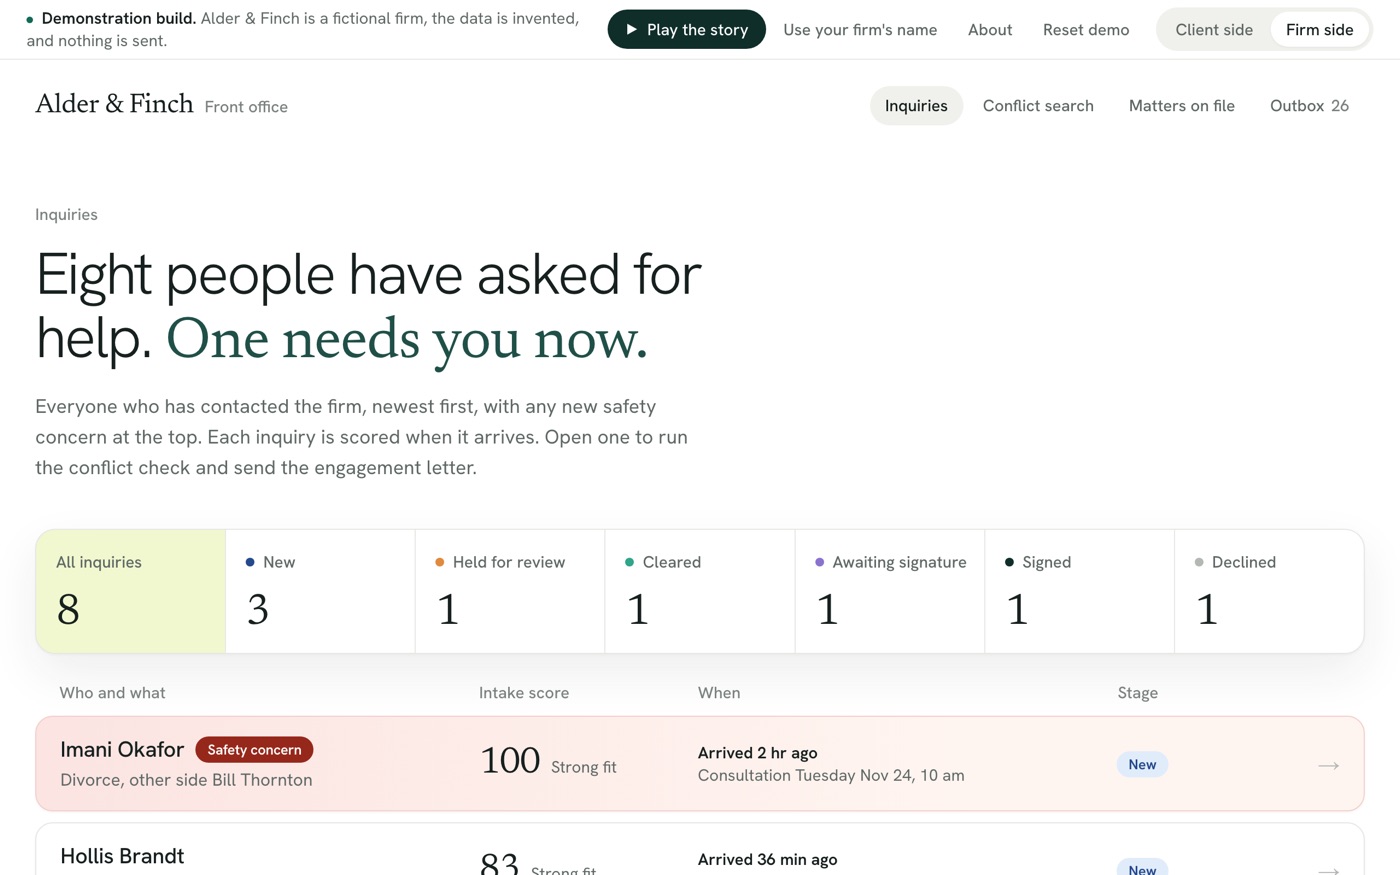 Demonstration build. Alder & Finch is a fictional firm, the data is invented,
and nothing is sent.
Play the story
Use your firm's name
About
Reset demo
Client side
Firm side
Alder & Finch Front office
Inquiries
Conflict search
Matters on file
Outbox 26
Inquiries
Eight people have asked for
help. One needs you now.
Everyone who has contacted the firm, newest first, with any new safety
concern at the top. Each inquiry is scored when it arrives. Open one to run
the conflict check and send the engagement letter.
All inquiries
8
New
3
Held for review
1
Cleared
1
Awaiting signature
1
Signed
1
Declined
1
Who and what
Intake score
When
Stage
Imani Okafor Safety concern
Divorce, other side Bill Thornton
100 Strong fit
Arrived 2 hr ago
Consultation Tuesday Nov 24, 10 am
New
→
Hollis Brandt
83 Strong fit
Arrived 36 min ago
New
→